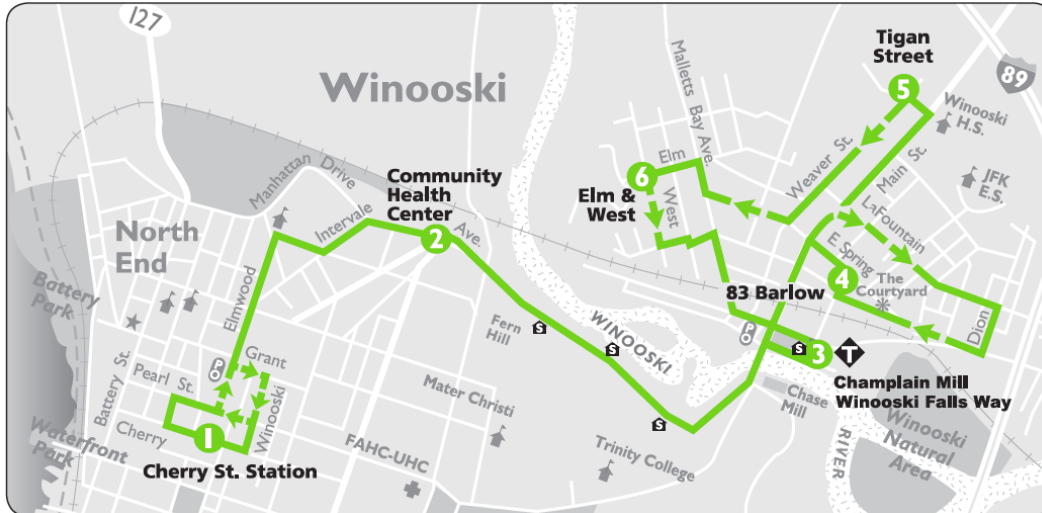 127
89
Tigan
Street
5
Winooski
H.S.
Winooski
Malletts
Bay Ave.
Weaver St.
Main St.
JFK
E.S.
Manhattan
Drive
Community
Health
Center
2
Intervale
Ave.
Elm
6
Elm &
West
West
LaFountain
E. Spring
4
The
Courtyard
83 Barlow
Dion
North
End
Battery
Park
Elmwood
Fern
Hill
S
S
S
WINOOSKI
PO
S
3
T
Champlain Mill
Winooski Falls Way
Chase
Mill
Winooski
Natural
Area
RIVER
Battery St.
Pearl St.
PO
Grant
Winooski
Cherry
1
Cherry St. Station
Waterfront
Park
Mater Christi
FAHC-UHC
Trinity College